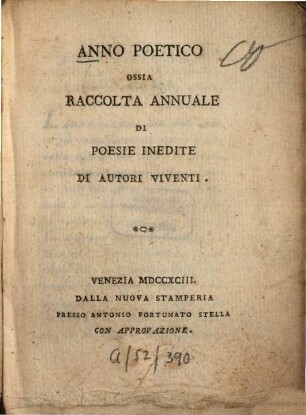 ANNO POETICO
OSSIA
RACCOLTA ANNUALE
DI
POESIE INEDITE
DI AUTORI VIVENTI.
VENEZIA MDCCXCIII.
DALLA NUOVA STAMPERIA
PRESSO ANTONIO FORTUNATO STELLA
CON APPROVAZIONE.
a/52/390